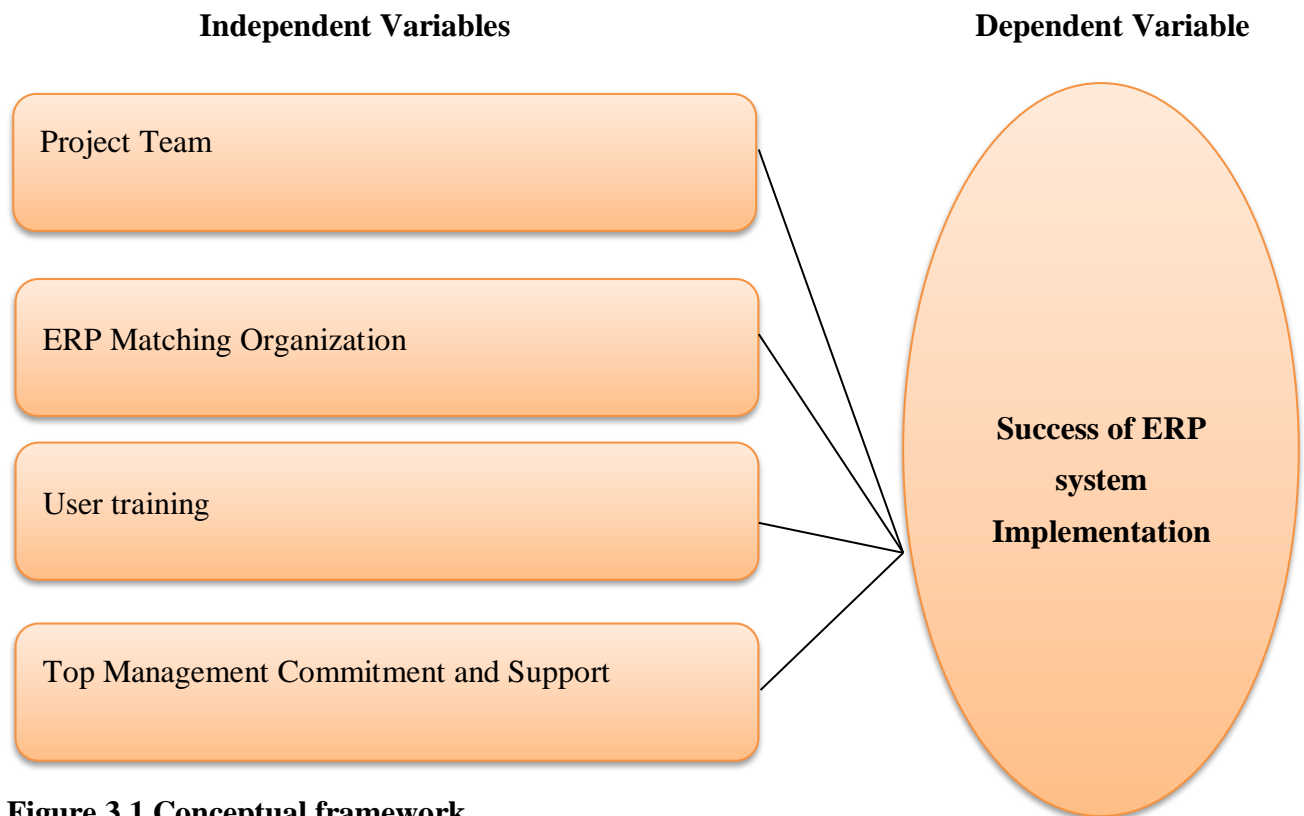 Independent Variables
Dependent Variable
Project Team
ERP Matching Organization
User training
Top Management Commitment and Support
Success of ERP
system
Implementation
Figure 3.1 Conceptual framework